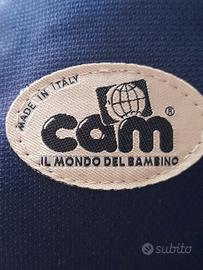 MADE IN ITALY
cam®
IL MONDO DEL BAMBINO
subito